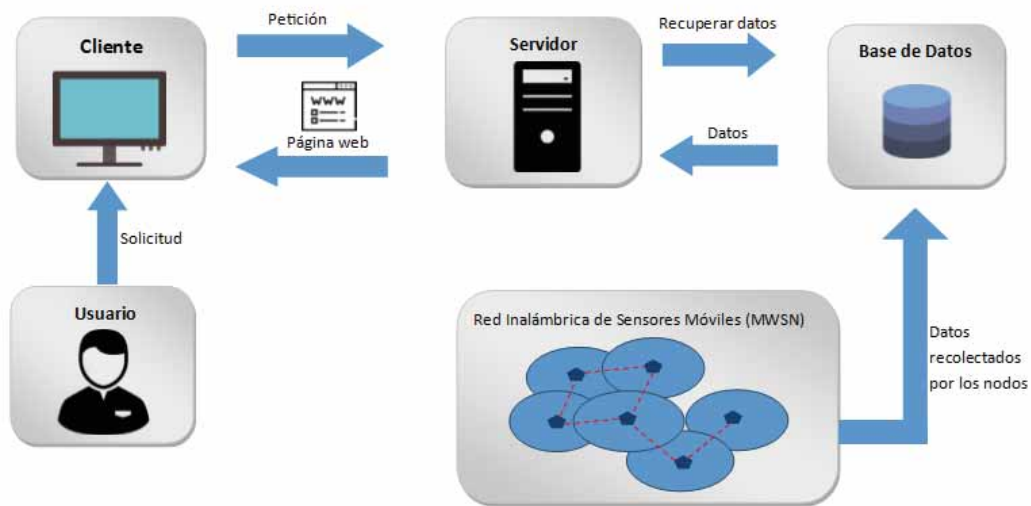 Petición
Cliente
Servidor
Recuperar datos
Base de Datos
WWW
Página web
Datos
Solicitud
Usuario
Red Inalámbrica de Sensores Móviles (MWSN)
Datos
recolectados
por los nodos